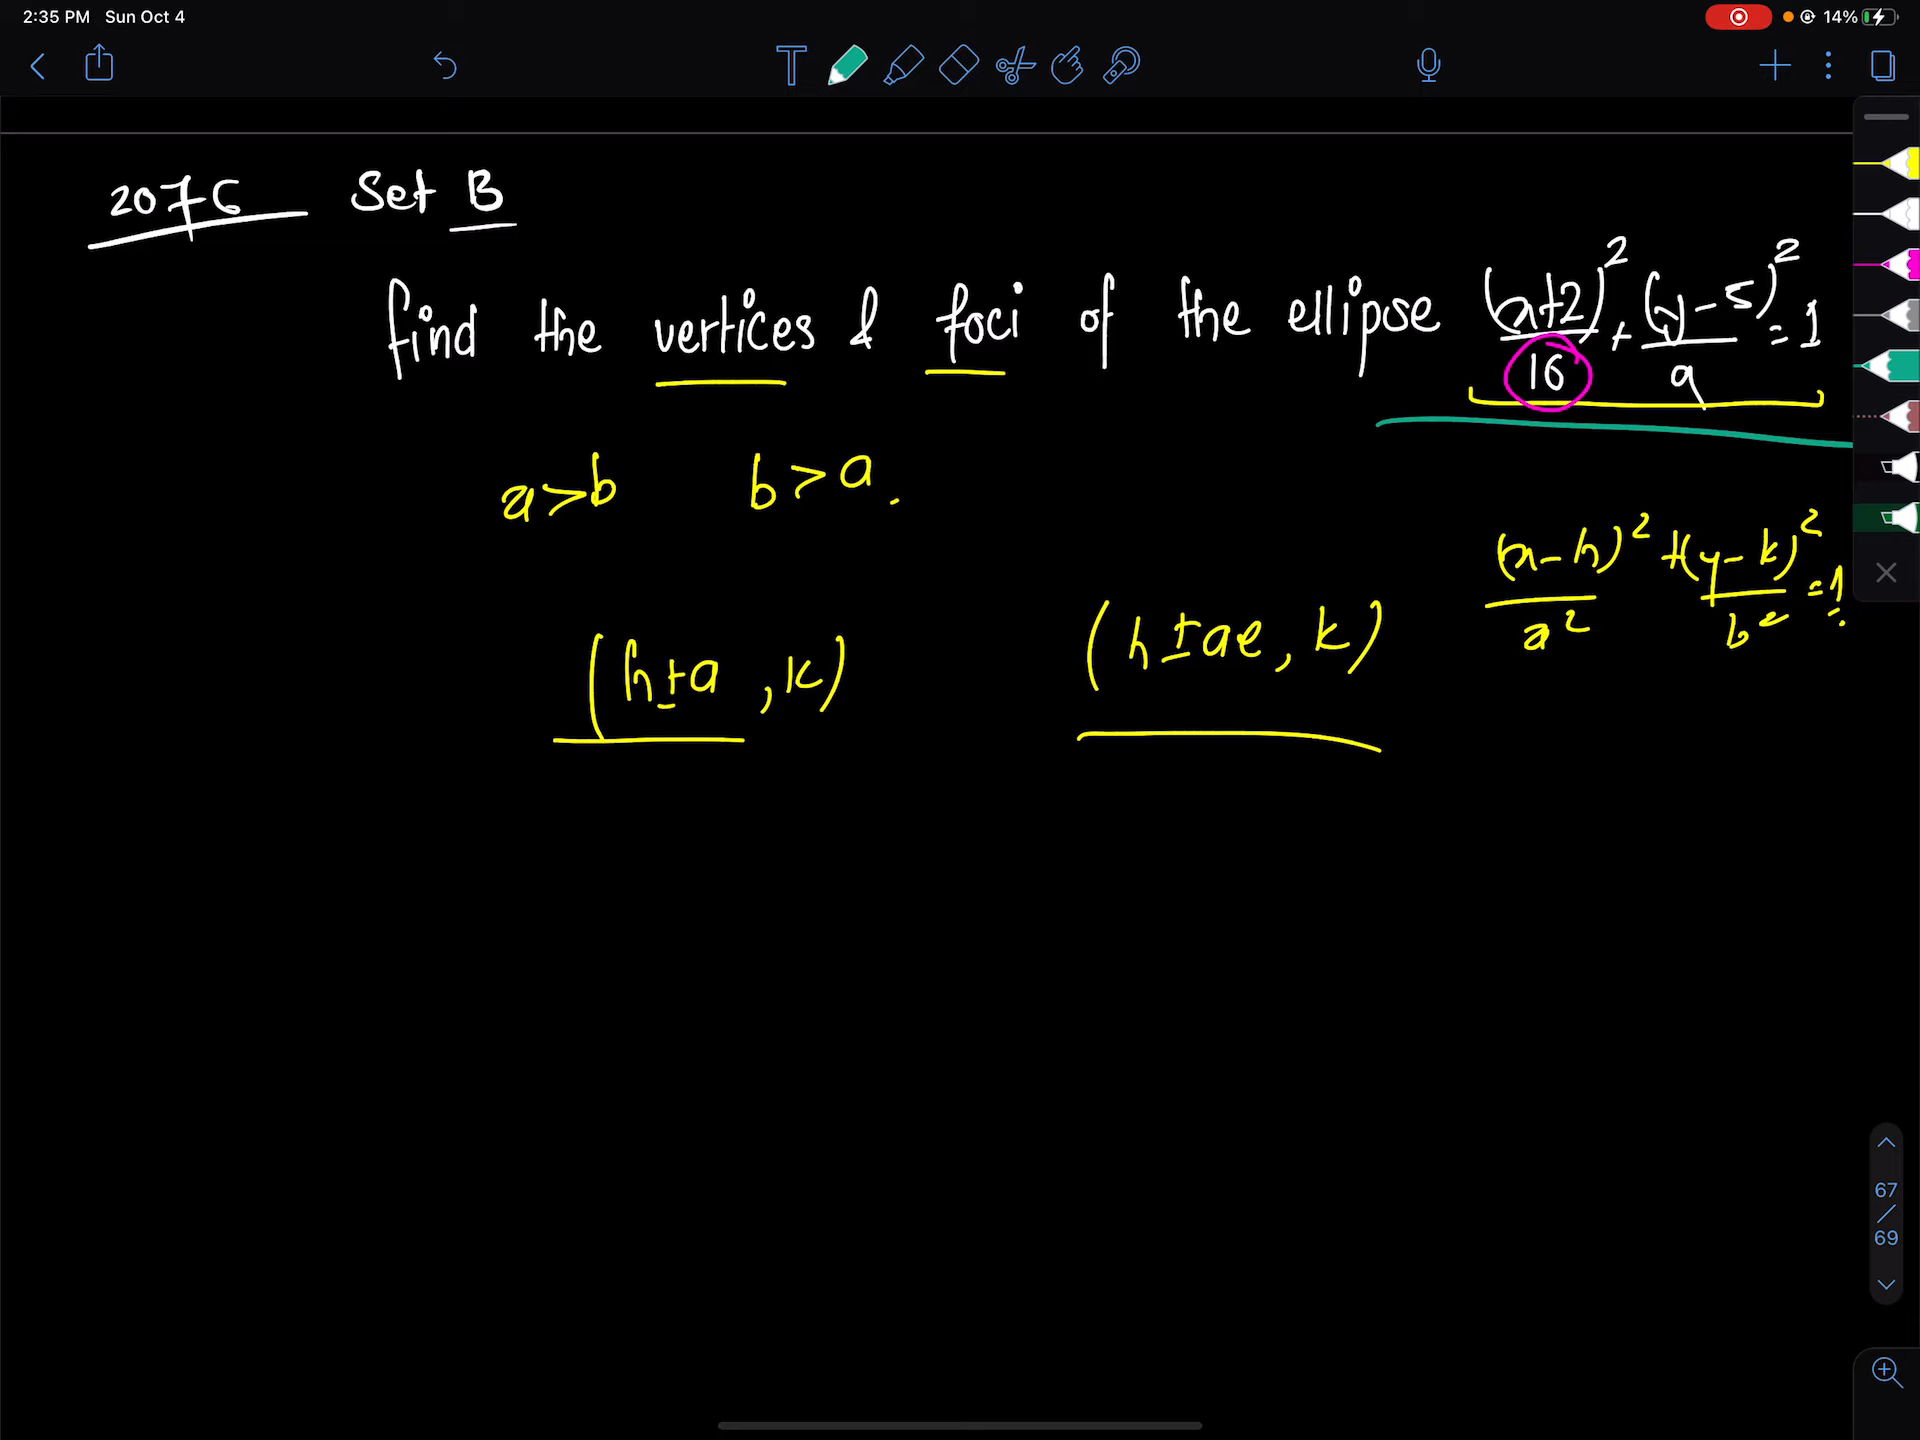 2:35 PM Sun Oct 4
14%
2076 Set B
find the vertices & foci of the ellipse (x+2)²/16 + (y-5)²/9 = 1
a>b b>a.
(x-h)²/a² + (y-k)²/b² = 1
(h±a, k) (h±ae, k)
67
/
69